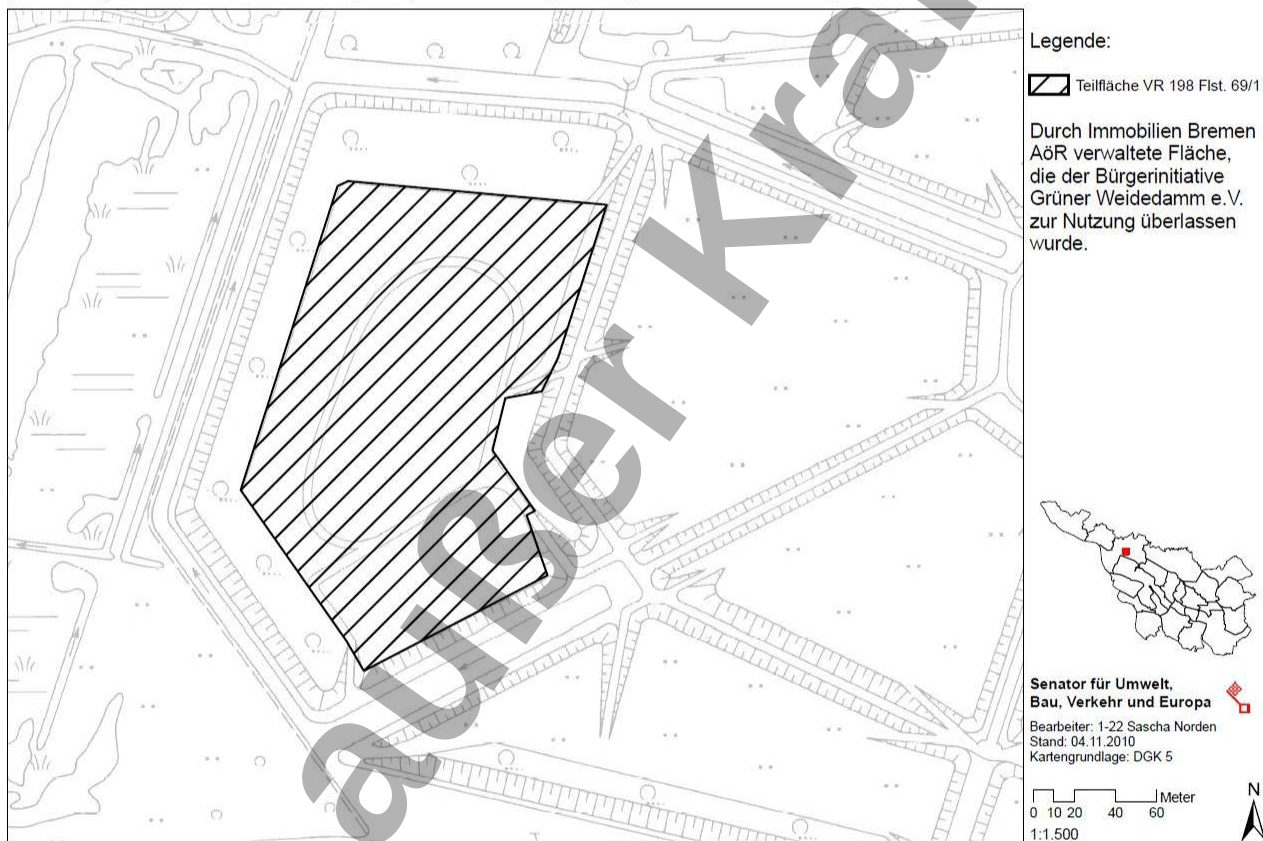 Legende:
Teilfläche VR 198 Flst. 69/1
Durch Immobilien Bremen
AöR verwaltete Fläche,
die der Bürgerinitiative
Grüner Weidedamm e.V.
zur Nutzung überlassen
wurde.
außer Kra
Senator für Umwelt,
Bau, Verkehr und Europa
Bearbeiter: 1-22 Sascha Norden
Stand: 04.11.2010
Kartengrundlage: DGK 5
Meter
0 10 20 40 60
1:1.500
N